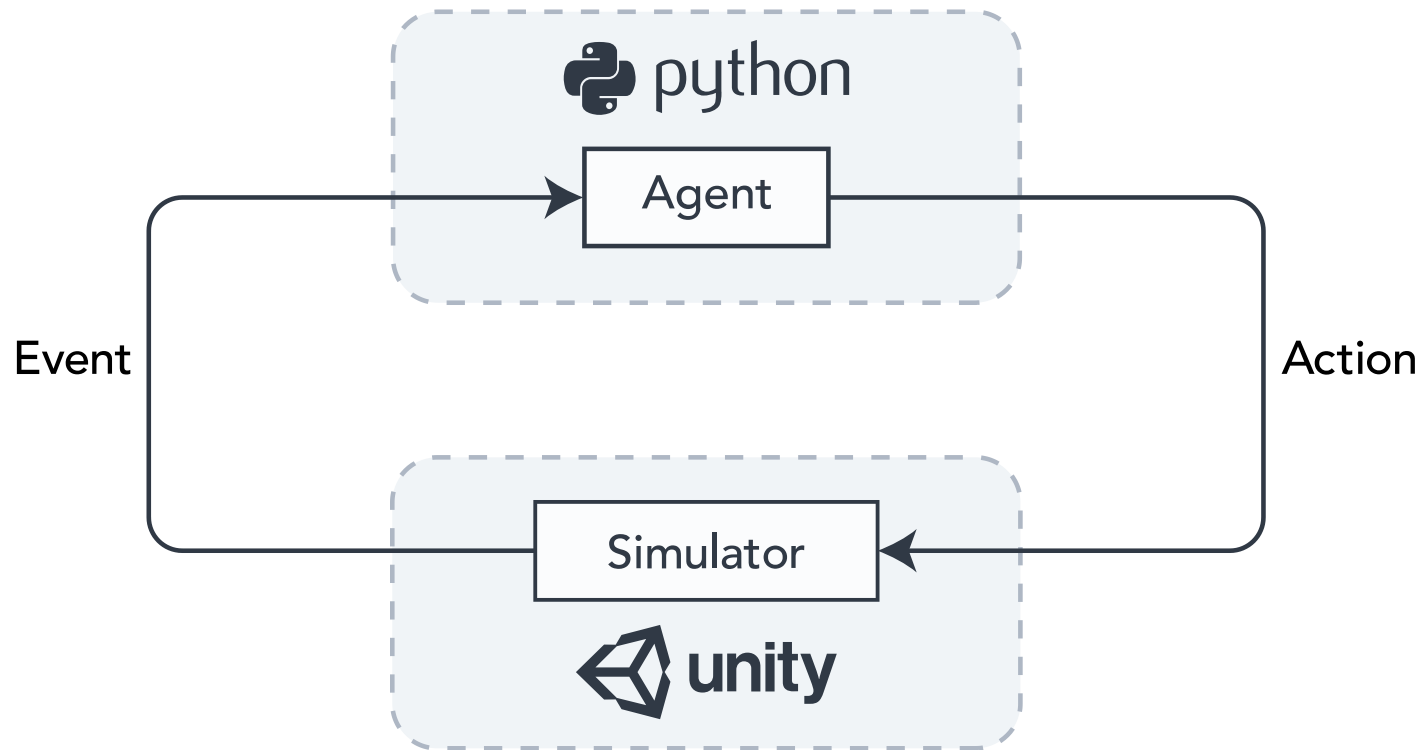 python
Agent
Event
Action
Simulator
unity